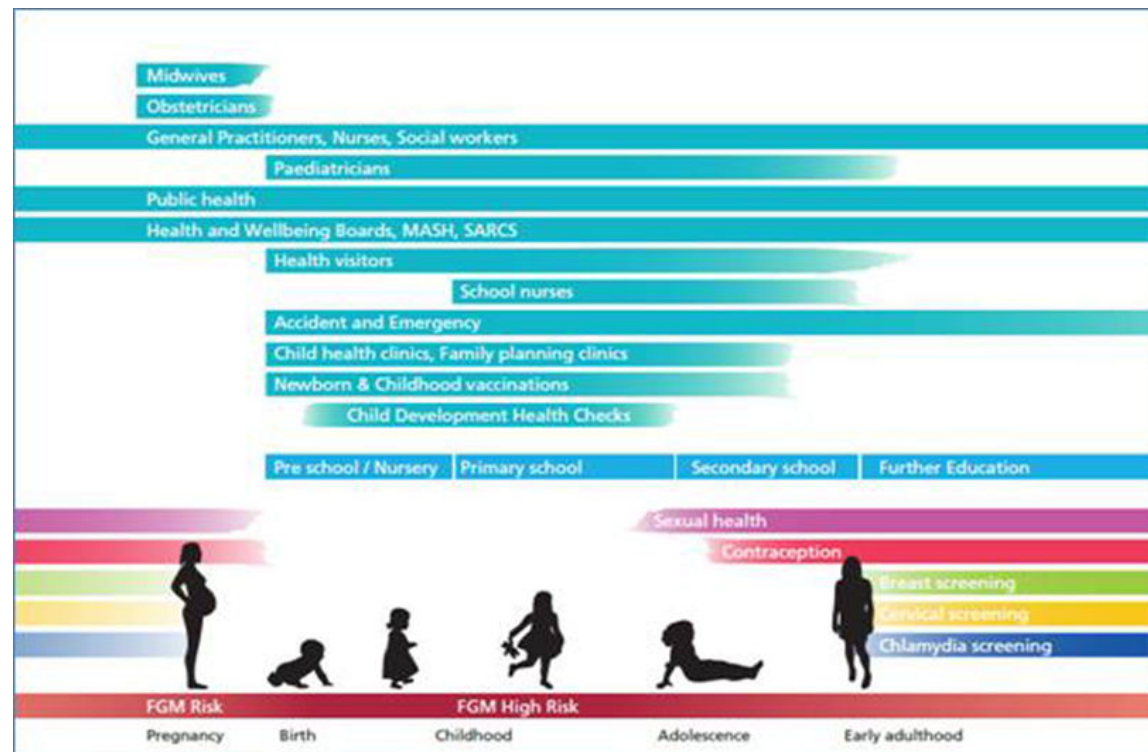 Midwives
Obstetricians
General Practitioners, Nurses, Social workers
Paediatricians
Public health
Health and Wellbeing Boards, MASH, SARCS
Health visitors
School nurses
Accident and Emergency
Child health clinics, Family planning clinics
Newborn & Childhood vaccinations
Child Development Health Checks
Pre school / Nursery Primary school Secondary school Further Education
Sexual health
Contraception
Breast screening
Cervical screening
Chlamydia screening
FGM Risk FGM High Risk
Pregnancy Birth Childhood Adolescence Early adulthood